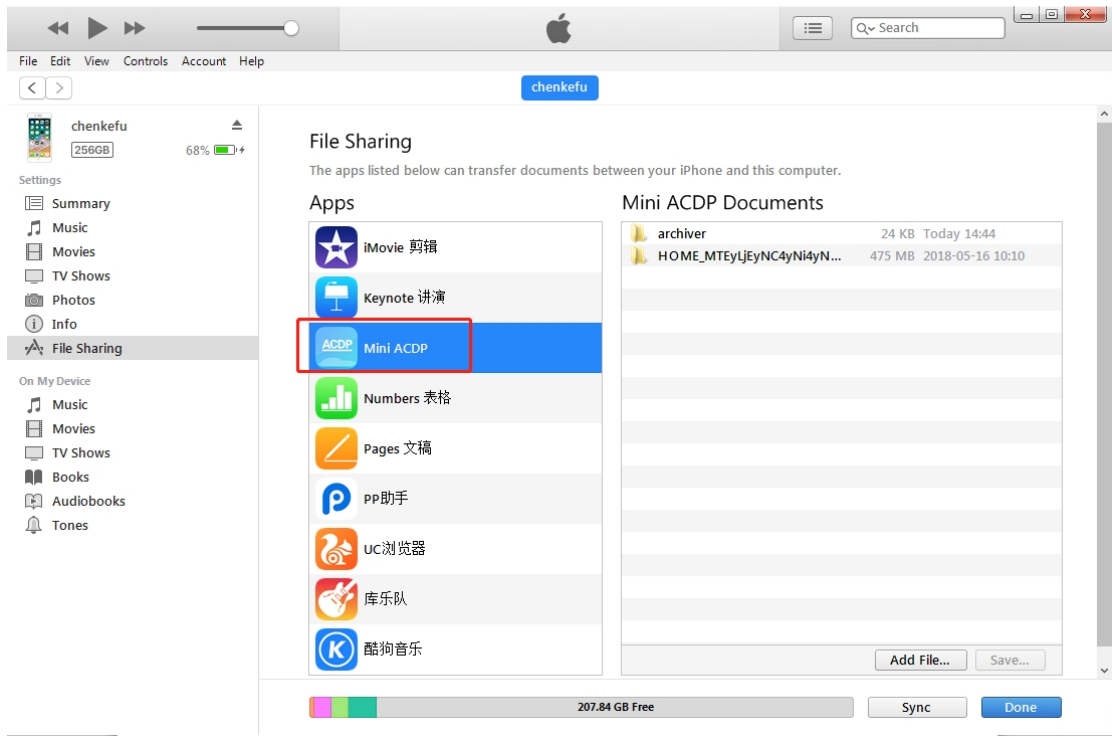 Search
File Edit View Controls Account Help
chenkefu
chenkefu
256GB 68%
Settings
Summary
Music
Movies
TV Shows
Photos
Info
File Sharing
On My Device
Music
Movies
TV Shows
Books
Audiobooks
Tones
File Sharing
The apps listed below can transfer documents between your iPhone and this computer.
Apps
iMovie 剪辑
Keynote 讲演
ACDP Mini ACDP
Numbers 表格
Pages 文稿
PP助手
UC浏览器
库乐队
酷狗音乐
Mini ACDP Documents
archiver 24 KB Today 14:44
HOME_MTEyLjEyNC4yNi4yN... 475 MB 2018-05-16 10:10
Add File... Save...
207.84 GB Free Sync Done